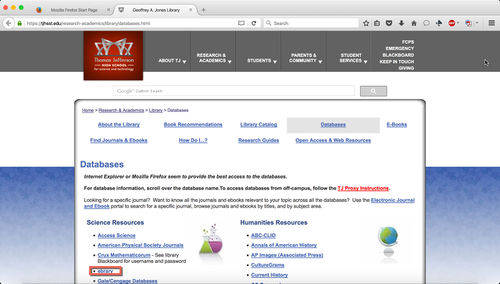 Mozilla Firefox Start Page
Geoffrey A. Jones Library
https://tjhsst.edu/research-academics/library/databases.html
Search
Thomas Jefferson
HIGH SCHOOL
for science and technology
ABOUT TJ
RESEARCH &
ACADEMICS
STUDENTS
PARENTS &
COMMUNITY
STUDENT
SERVICES
FCPS
EMERGENCY
BLACKBOARD
KEEP IN TOUCH
GIVING
Google Custom Search
Home > Research & Academics > Library > Databases
About the Library
Book Recommendations
Library Catalog
Databases
E-Books
Find Journals & Ebooks
How Do I...?
Research Guides
Open Access & Web Resources
Databases
Internet Explorer or Mozilla Firefox seem to provide the best access to the databases.
For database information, scroll over the database name.To access databases from off-campus, follow the TJ Proxy Instructions.
Looking for a specific journal? Want to know all the journals and ebooks relevant to your topic across all the databases? Use the Electronic Journal
and Ebook portal to search for a specific journal, browse journals and ebooks by titles, and by subject area.
Science Resources
Access Science
American Physical Society Journals
Crux Mathematicorum - See library
Blackboard for username and password
elibrary
Gale/Cengage Databases
Humanities Resources
ABC-CLIO
Annals of American History
AP Images (Associated Press)
CultureGrams
Current History